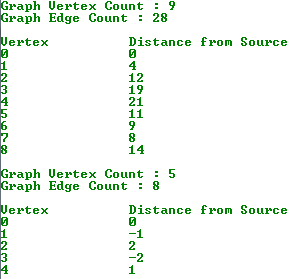 Graph Vertex Count : 9
Graph Edge Count : 28
Vertex Distance from Source
0 0
1 4
2 12
3 19
4 21
5 11
6 9
7 8
8 14
Graph Vertex Count : 5
Graph Edge Count : 8
Vertex Distance from Source
0 0
1 -1
2 2
3 -2
4 1